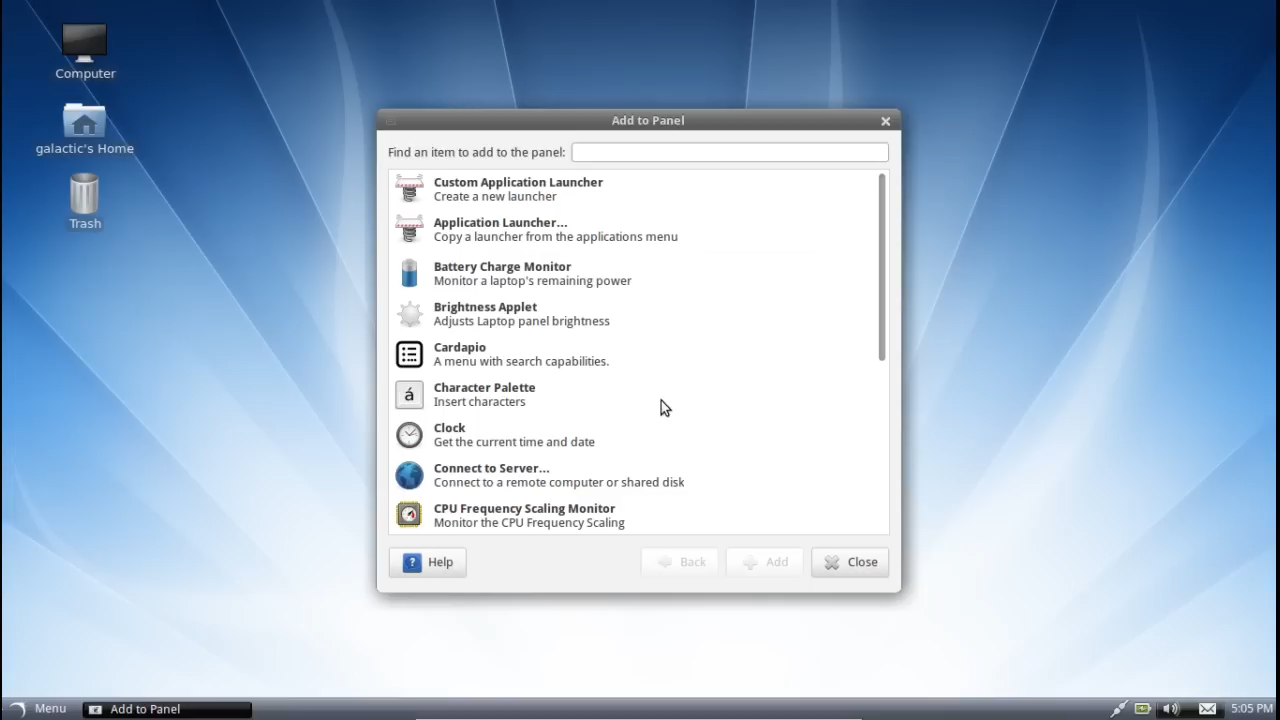 Computer
galactic's Home
Trash
Add to Panel
Find an item to add to the panel:
Custom Application Launcher
Create a new launcher
Application Launcher...
Copy a launcher from the applications menu
Battery Charge Monitor
Monitor a laptop's remaining power
Brightness Applet
Adjusts Laptop panel brightness
Cardapio
A menu with search capabilities.
á
Character Palette
Insert characters
Clock
Get the current time and date
Connect to Server...
Connect to a remote computer or shared disk
CPU Frequency Scaling Monitor
Monitor the CPU Frequency Scaling
? Help
Back
Add
Close
Menu
Add to Panel
5:05 PM